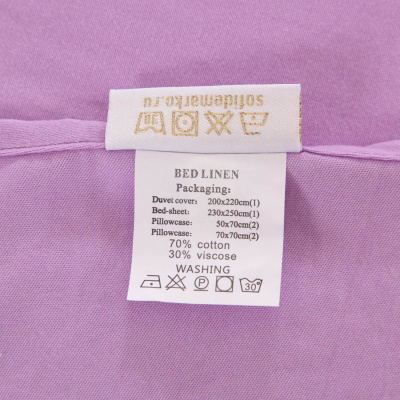 sofidemarko.ru
BED LINEN
Packaging:
Duvet cover: 200x220cm(1)
Bed-sheet: 230x250cm(1)
Pillowcase: 50x70cm(2)
Pillowcase: 70x70cm(2)
70% cotton
30% viscose
WASHING
P
30°